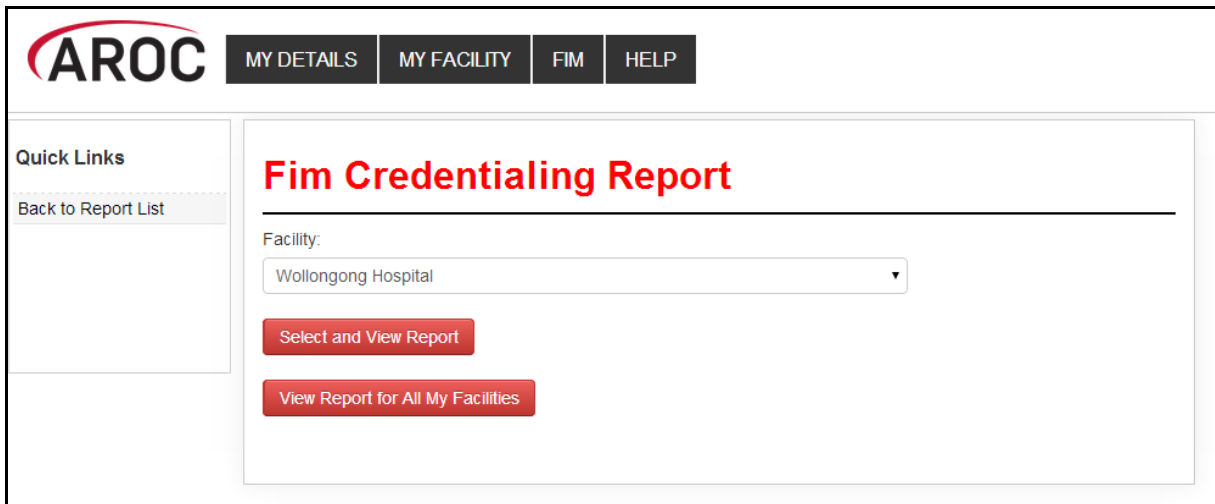 AROC
MY DETAILS MY FACILITY FIM HELP
Quick Links
Back to Report List
Fim Credentialing Report
Facility:
Wollongong Hospital
Select and View Report
View Report for All My Facilities